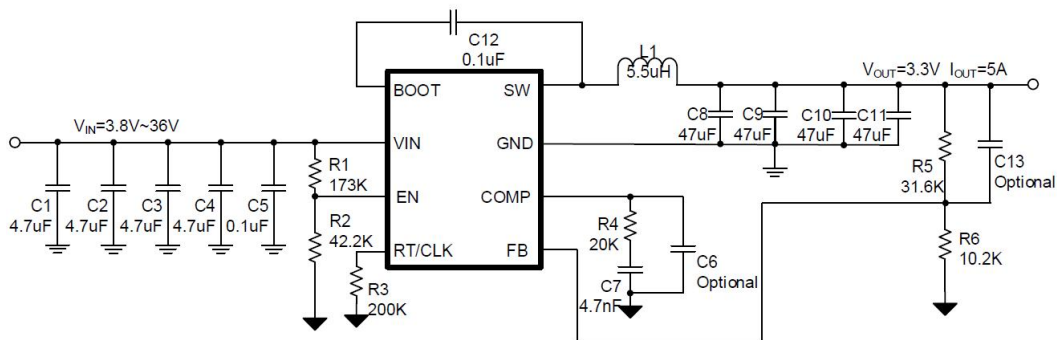 C12
0.1uF
L1
5.5uH
BOOT
SW
V_OUT=3.3V I_OUT=5A
V_IN=3.8V~36V
VIN
GND
C8
47uF
C9
47uF
C10
47uF
C11
47uF
R1
173K
R5
31.6K
C13
Optional
EN
COMP
C1
4.7uF
C2
4.7uF
C3
4.7uF
C4
4.7uF
C5
0.1uF
R2
42.2K
R4
20K
RT/CLK
FB
R6
10.2K
C6
Optional
R3
200K
C7
4.7nF